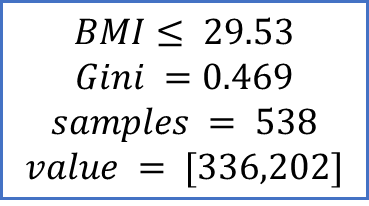 BMI ≤ 29.53
Gini = 0.469
samples = 538
value = [336,202]